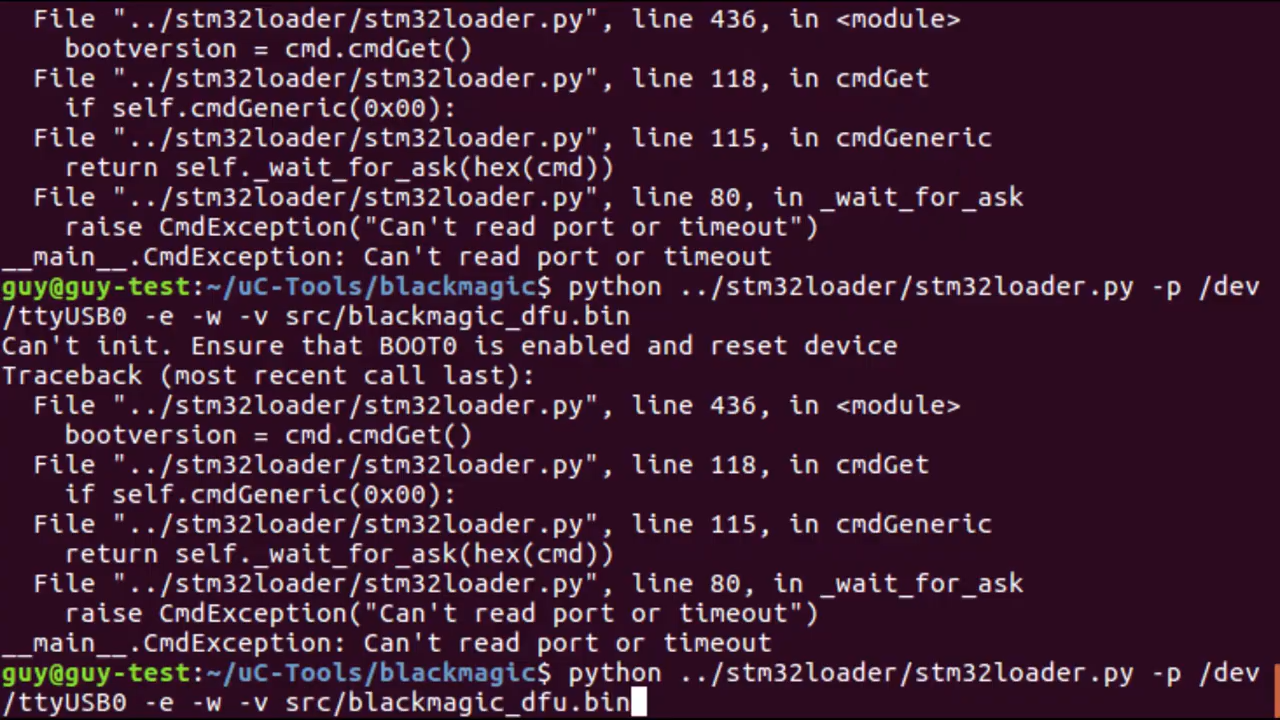 File "../stm32loader/stm32loader.py", line 436, in <module>
    bootversion = cmd.cmdGet()
  File "../stm32loader/stm32loader.py", line 118, in cmdGet
    if self.cmdGeneric(0x00):
  File "../stm32loader/stm32loader.py", line 115, in cmdGeneric
    return self._wait_for_ask(hex(cmd))
  File "../stm32loader/stm32loader.py", line 80, in _wait_for_ask
    raise CmdException("Can't read port or timeout")
__main__.CmdException: Can't read port or timeout
guy@guy-test:~/uC-Tools/blackmagic$ python ../stm32loader/stm32loader.py -p /dev
/ttyUSB0 -e -w -v src/blackmagic_dfu.bin
Can't init. Ensure that BOOT0 is enabled and reset device
Traceback (most recent call last):
  File "../stm32loader/stm32loader.py", line 436, in <module>
    bootversion = cmd.cmdGet()
  File "../stm32loader/stm32loader.py", line 118, in cmdGet
    if self.cmdGeneric(0x00):
  File "../stm32loader/stm32loader.py", line 115, in cmdGeneric
    return self._wait_for_ask(hex(cmd))
  File "../stm32loader/stm32loader.py", line 80, in _wait_for_ask
    raise CmdException("Can't read port or timeout")
__main__.CmdException: Can't read port or timeout
guy@guy-test:~/uC-Tools/blackmagic$ python ../stm32loader/stm32loader.py -p /dev
/ttyUSB0 -e -w -v src/blackmagic_dfu.bin